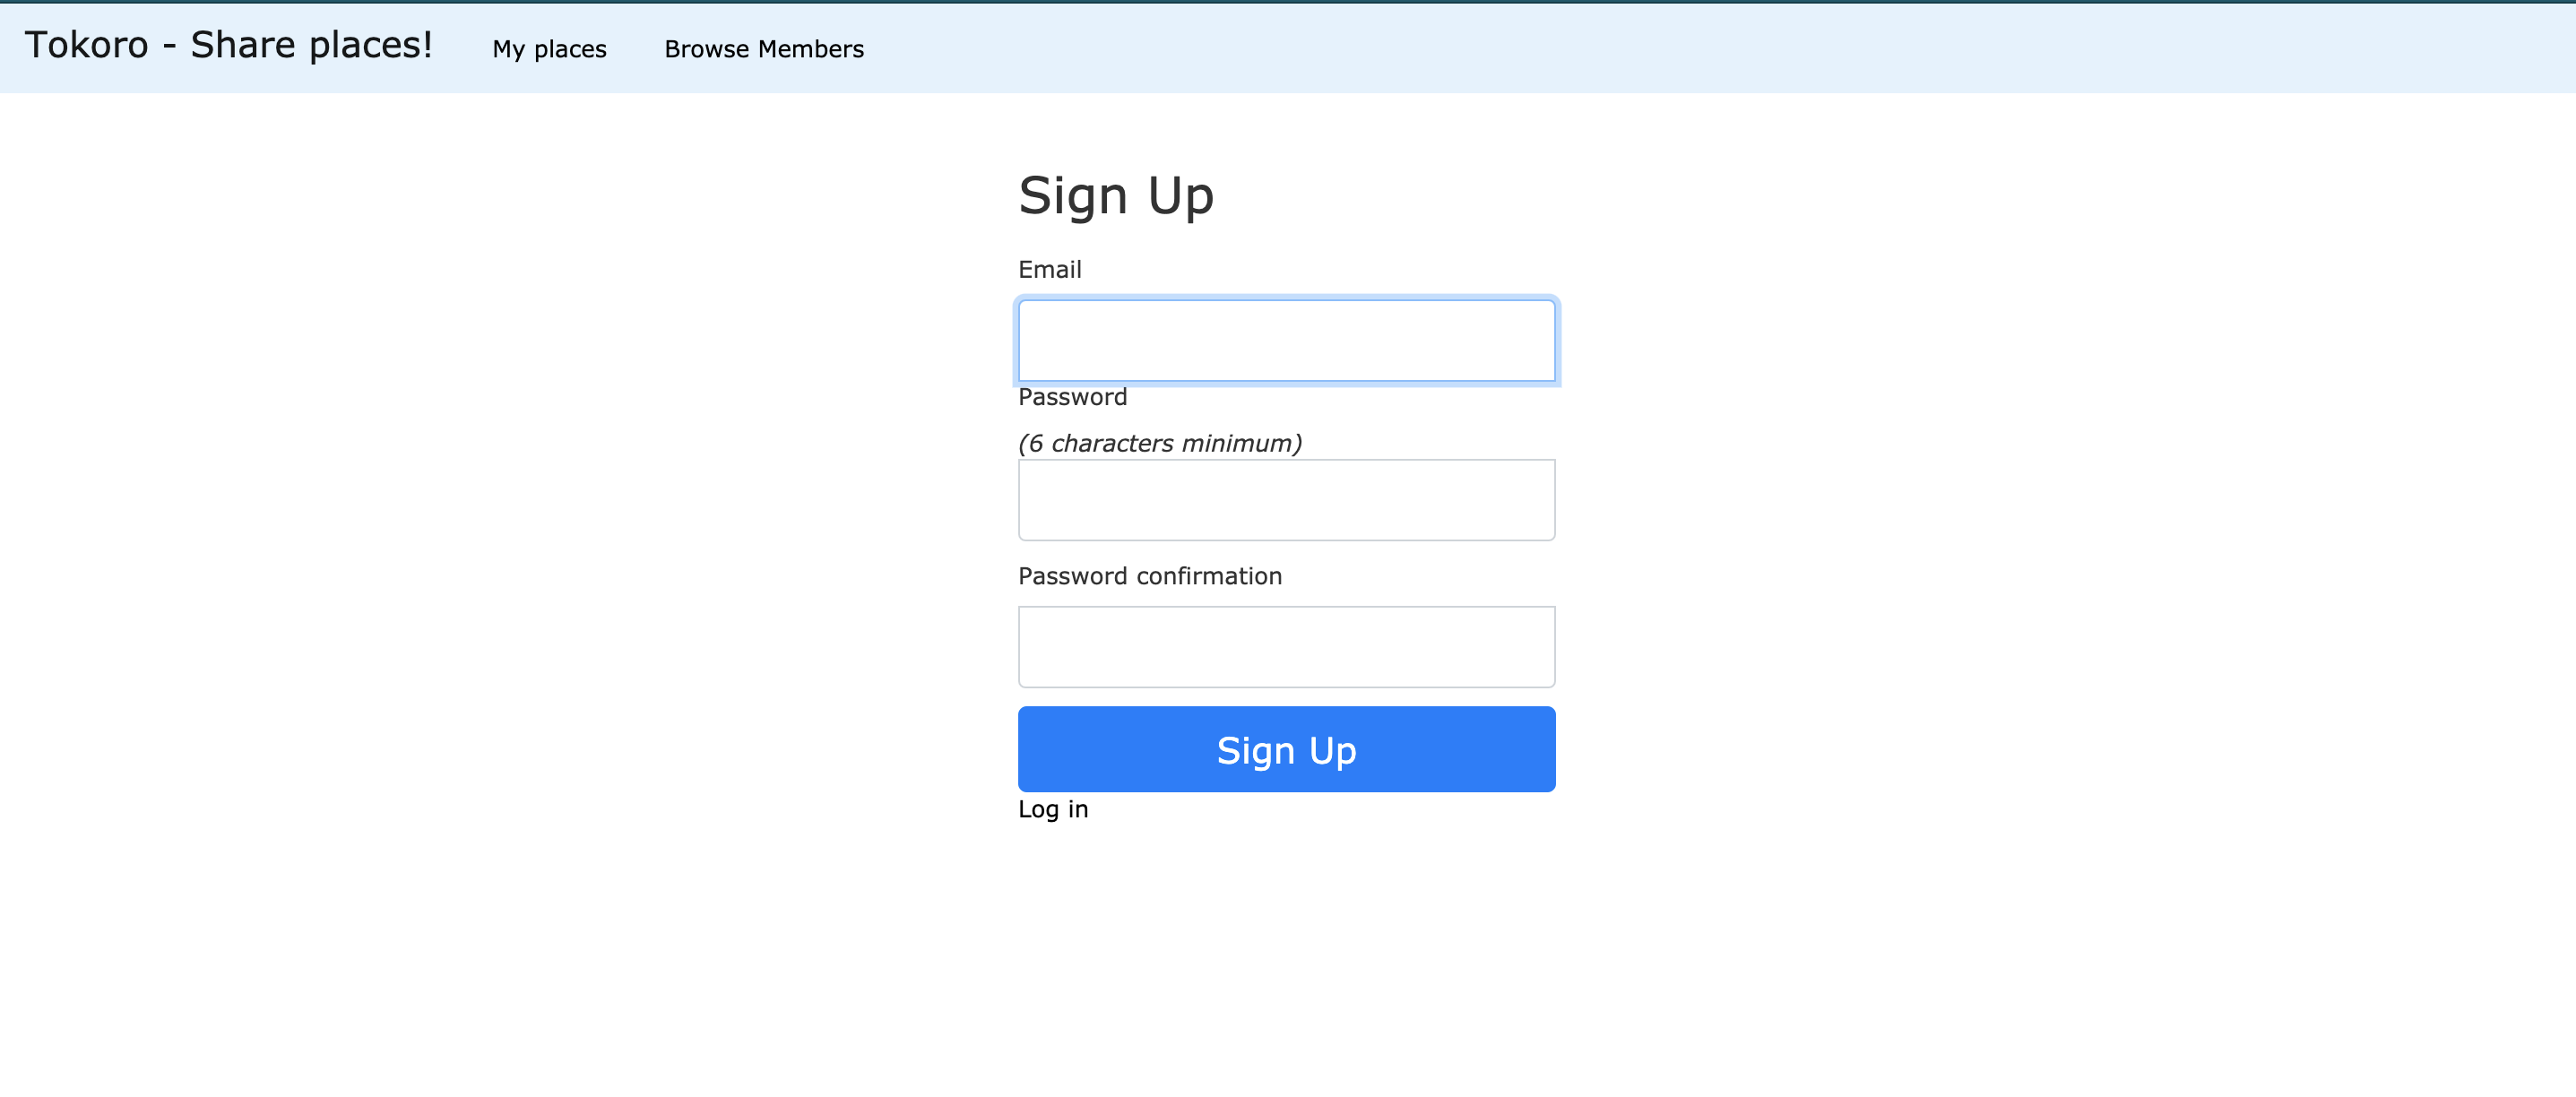 Tokoro - Share places! My places Browse Members
Sign Up
Email
Password
(6 characters minimum)
Password confirmation
Sign Up
Log in